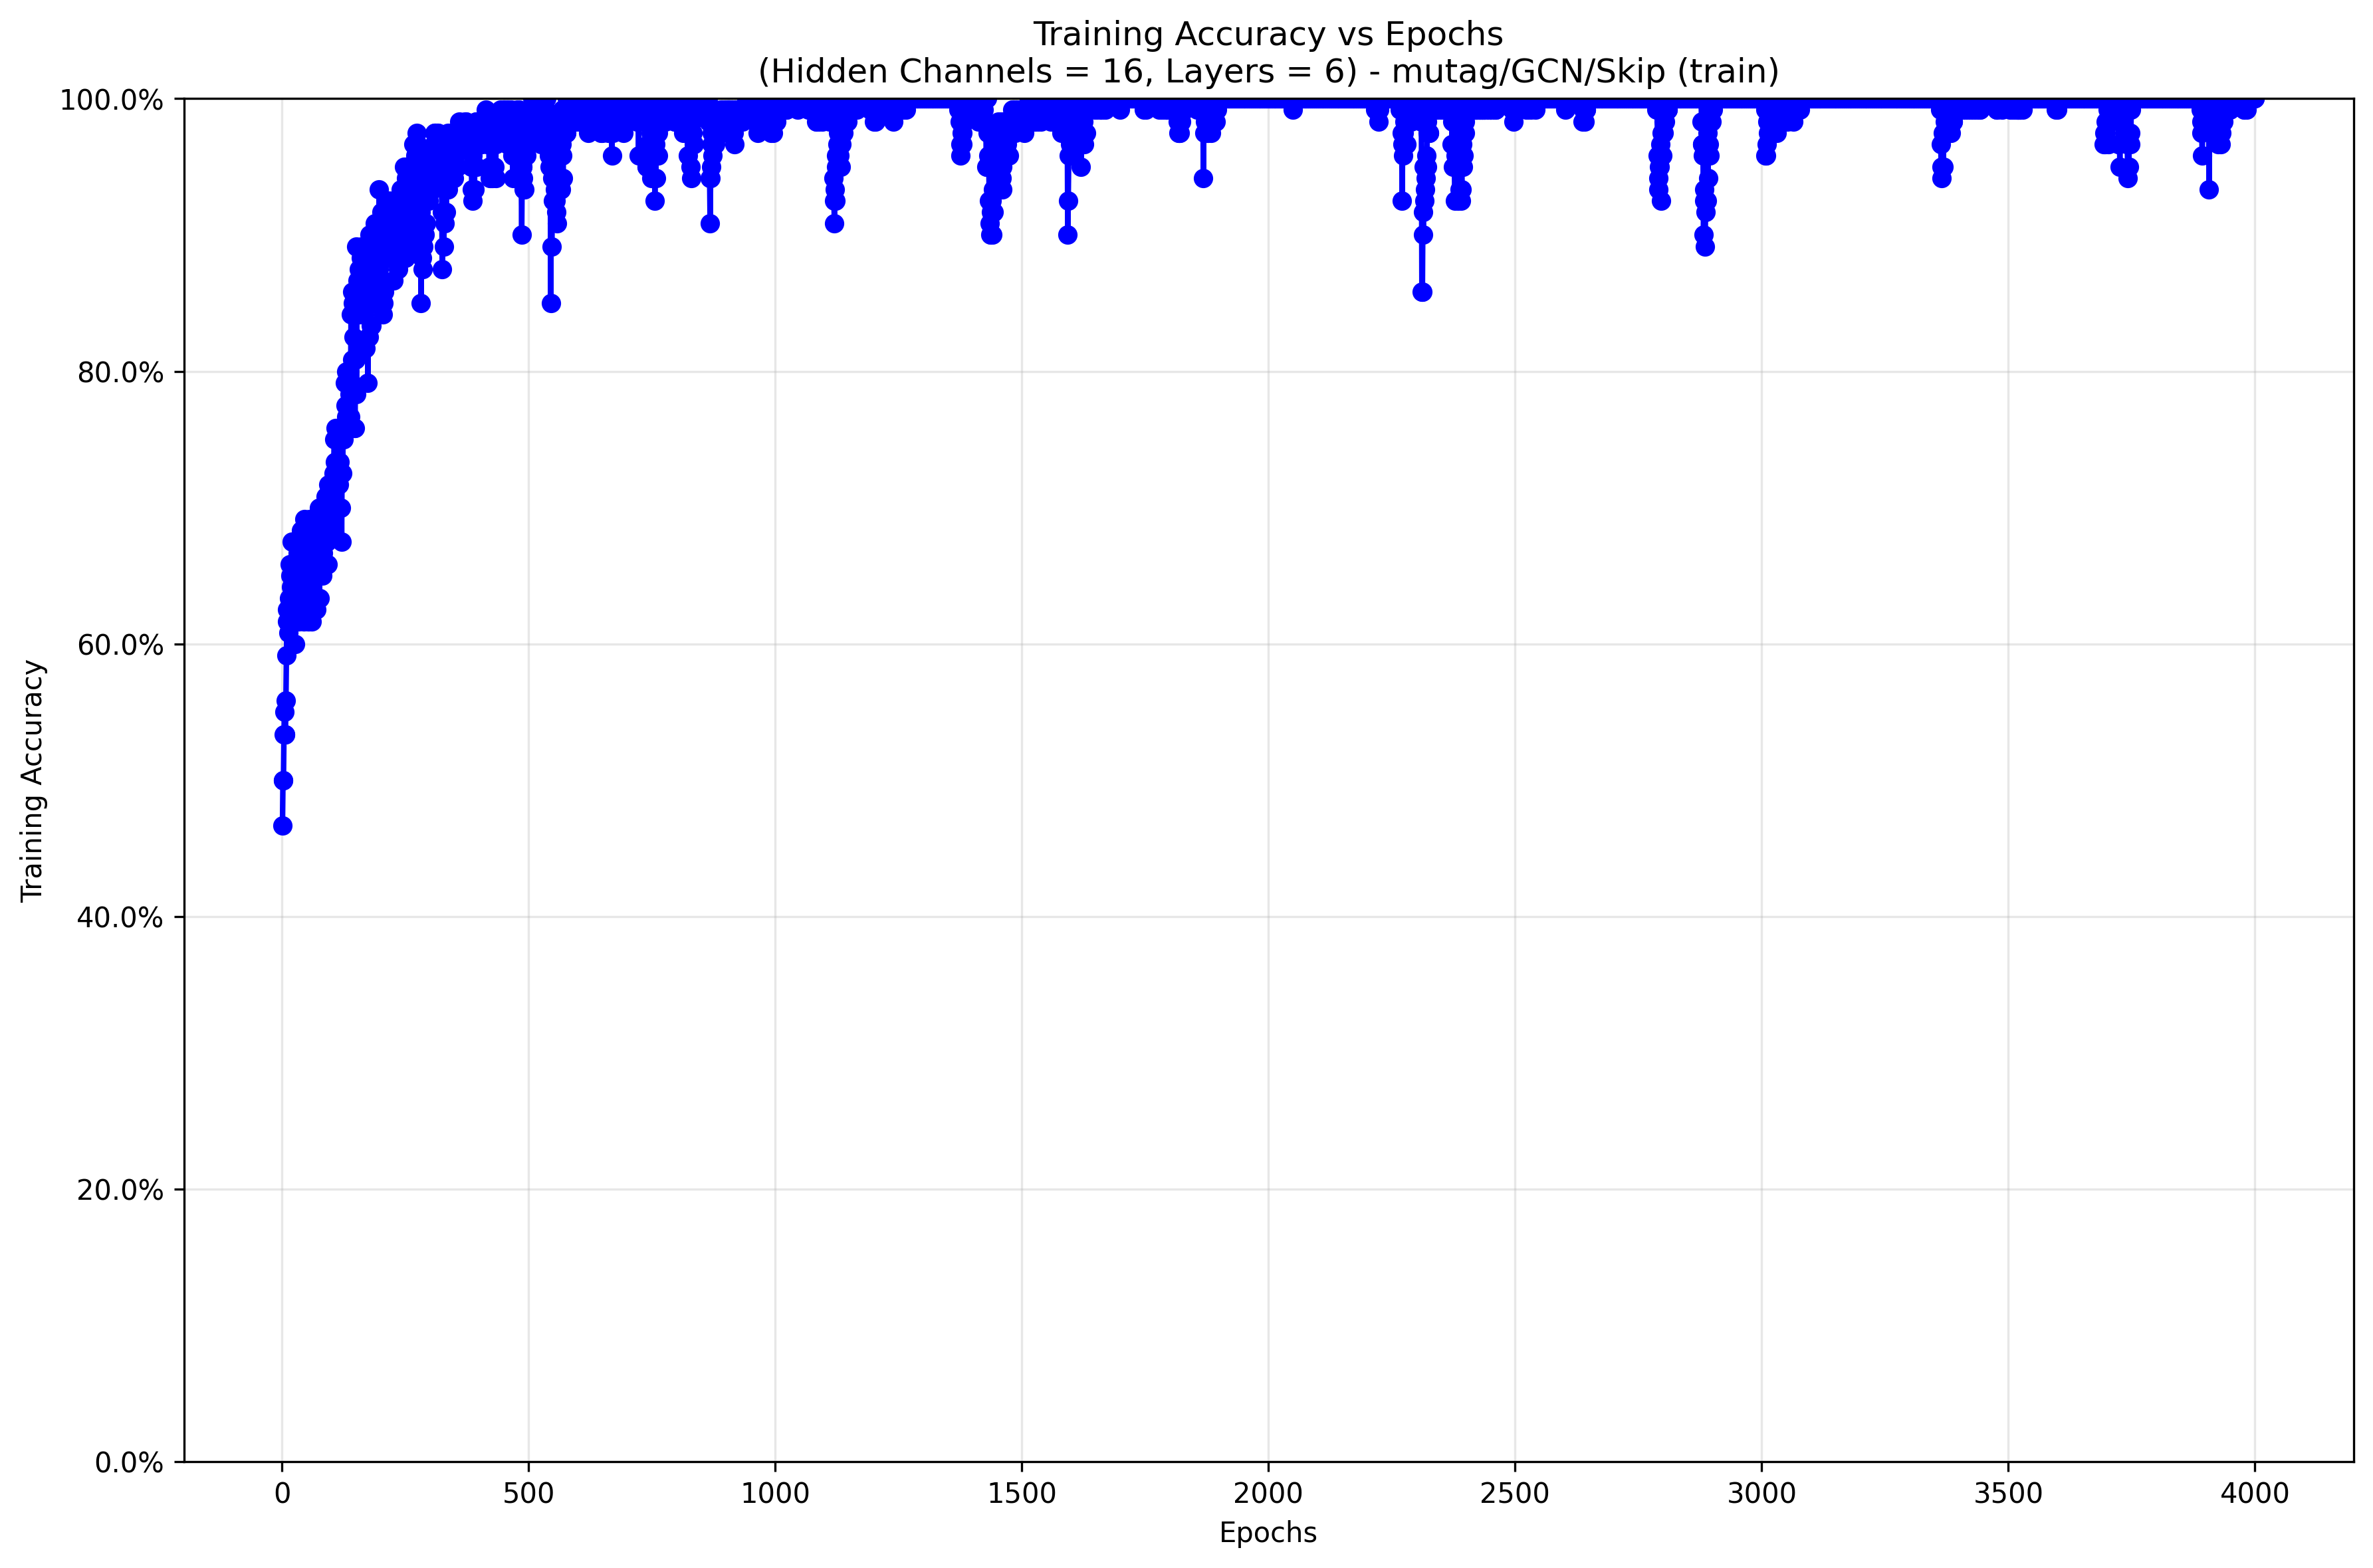 Training Accuracy vs Epochs
(Hidden Channels = 16, Layers = 6) - mutag/GCN/Skip (train)
100.0%
80.0%
60.0%
40.0%
20.0%
0.0%
Training Accuracy
0 500 1000 1500 2000 2500 3000 3500 4000
Epochs